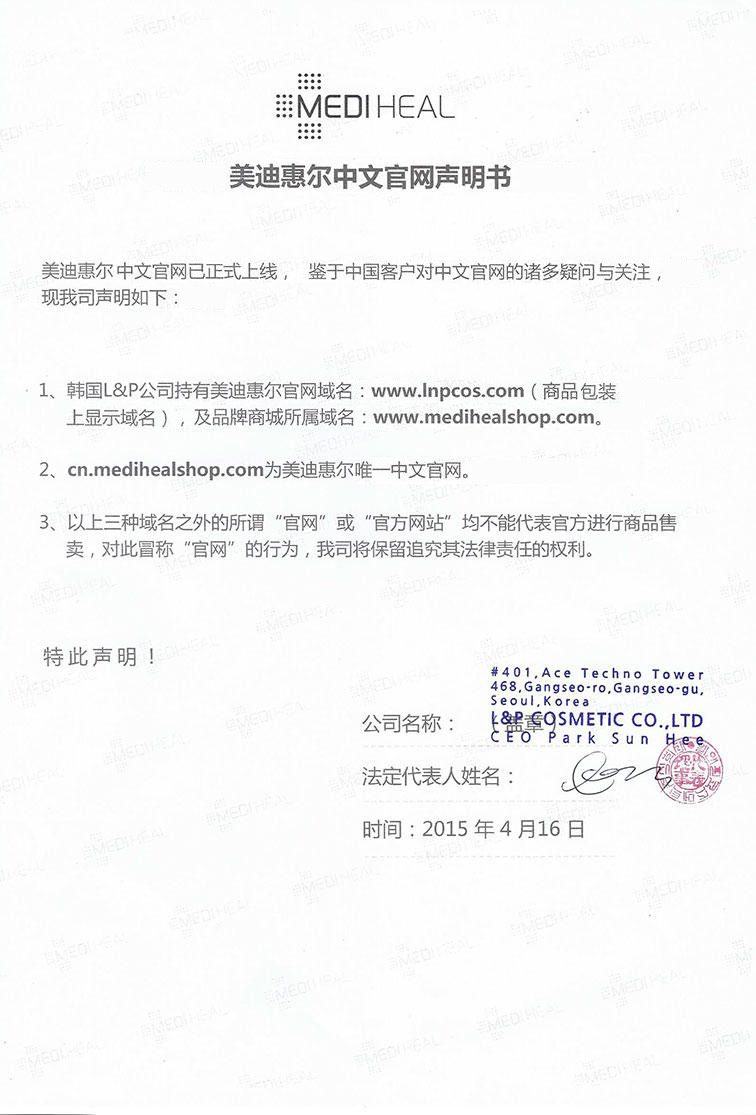 MEDIHEAL
美迪惠尔中文官网声明书
美迪惠尔 中文官网已正式上线， 鉴于中国客户对中文官网的诸多疑问与关注，
现我司声明如下：
1、韩国L&P公司持有美迪惠尔官网域名：www.lnpcos.com（商品包装
上显示域名），及品牌商城所属域名：www.medihealshop.com。
2、cn.medihealshop.com为美迪惠尔唯一中文官网。
3、以上三种域名之外的所谓“官网”或“官方网站”均不能代表官方进行商品售
卖，对此冒称“官网”的行为，我司将保留追究其法律责任的权利。
特此声明！
#401,Ace Techno Tower
468,Gangseo-ro,Gangseo-gu,
Seoul,Korea
公司名称：（盖章）L&P COSMETIC CO.,LTD
CEO Park Sun Hee
法定代表人姓名：
时间：2015 年 4 月16 日